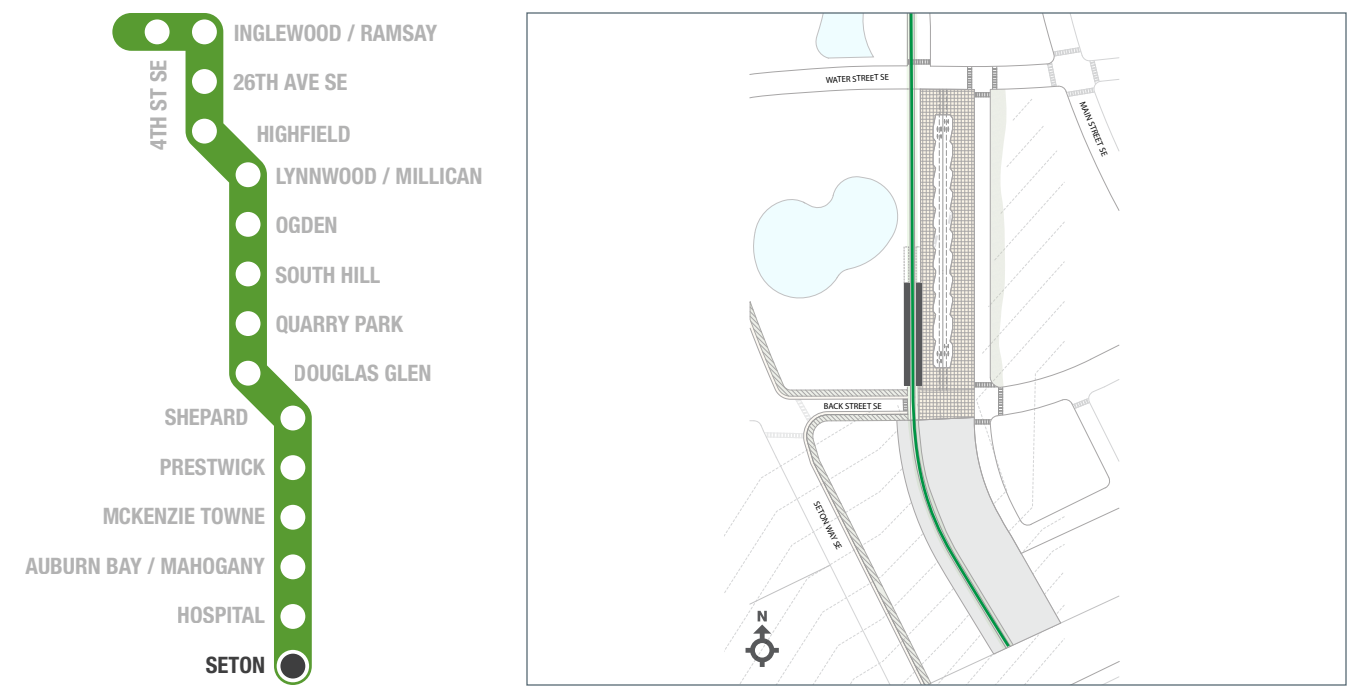 INGLEWOOD / RAMSAY
4TH ST SE
26TH AVE SE
HIGHFIELD
LYNNWOOD / MILLICAN
OGDEN
SOUTH HILL
QUARRY PARK
DOUGLAS GLEN
SHEPARD
PRESTWICK
MCKENZIE TOWNE
AUBURN BAY / MAHOGANY
HOSPITAL
SETON
WATER STREET SE
MAIN STREET SE
BACK STREET SE
SETON WAY SE
N